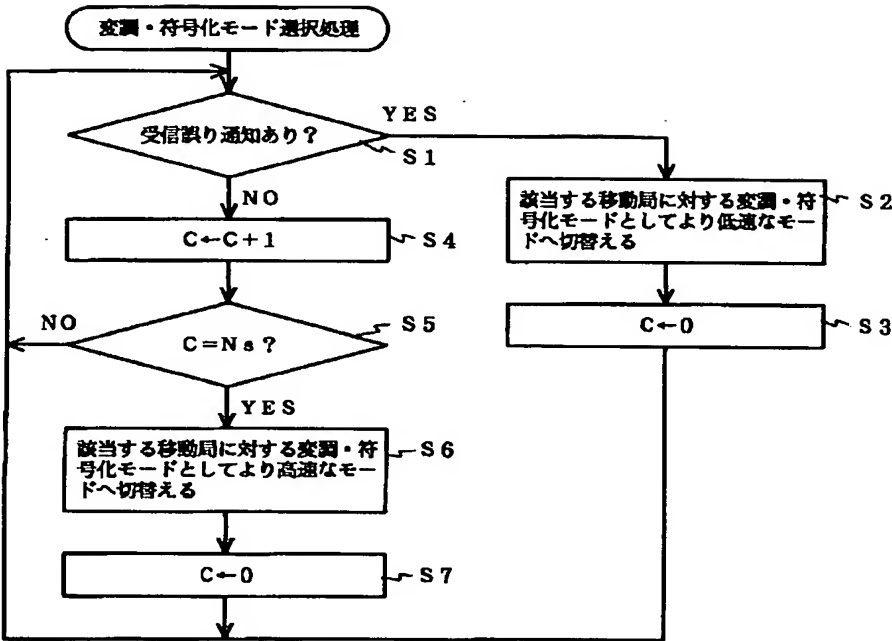 変調・符号化モード選択処理
受信誤り通知あり？
YES
S1
NO
該当する移動局に対する変調・符
号化モードとしてより低速なモー
ドへ切替える
S2
C←C+1
S4
C←0
S3
NO
C=Ns？
S5
YES
該当する移動局に対する変調・符
号化モードとしてより高速なモー
ドへ切替える
S6
C←0
S7